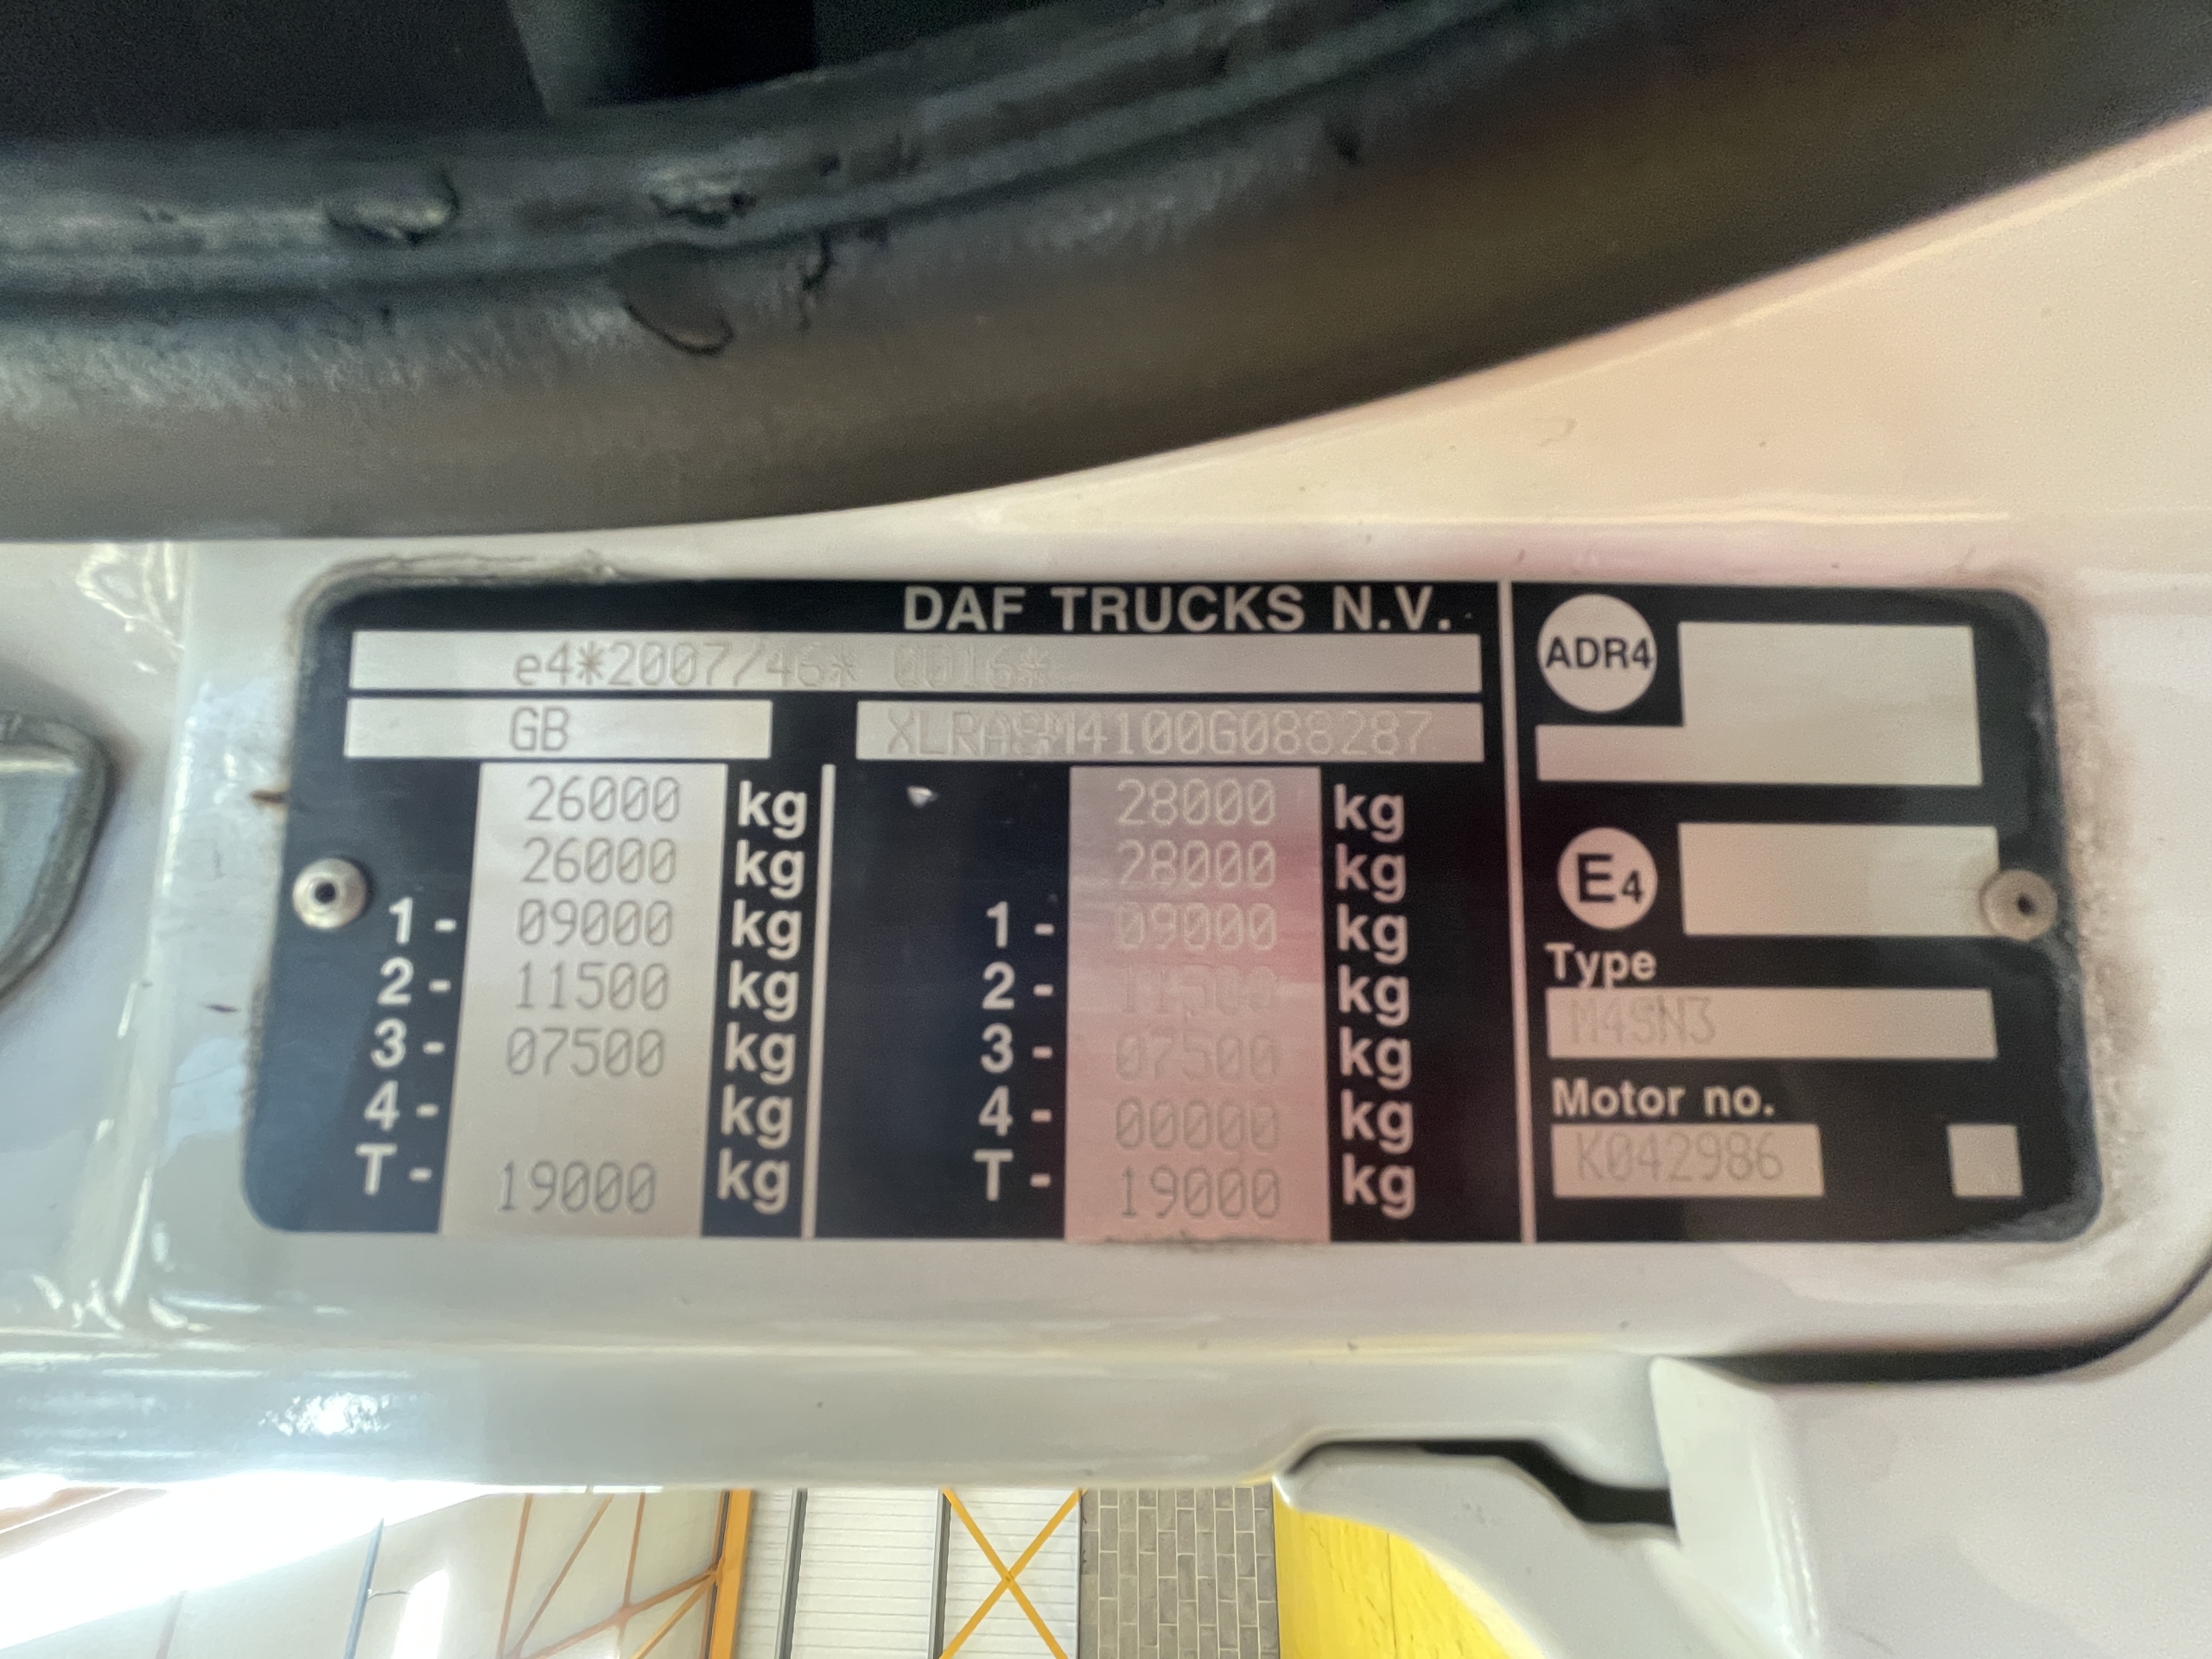 DAF TRUCKS N.V.
e4*2007/46* 0016*
GB
XLRASM4100G088287
26000 kg 28000 kg
26000 kg 28000 kg
1- 09000 kg 1- 09000 kg
2- 11500 kg 2- 11500 kg
3- 07500 kg 3- 07500 kg
4- kg 4- 00000 kg
T- 19000 kg T- 19000 kg
ADR4
E4
Type
M4SN3
Motor no.
K042986